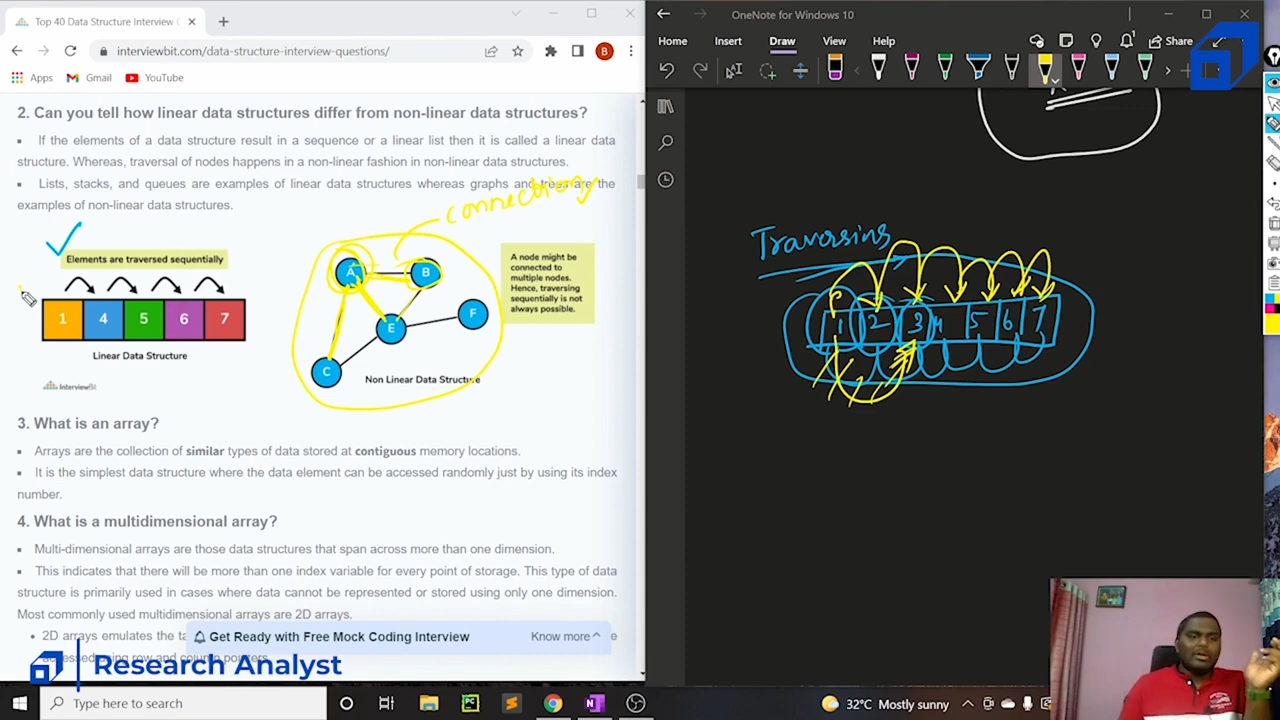 Top 40 Data Structure Interview
interviewbit.com/data-structure-interview-questions/
B
Apps
Gmail
YouTube
2. Can you tell how linear data structures differ from non-linear data structures?
If the elements of a data structure result in a sequence or a linear list then it is called a linear data
structure. Whereas, traversal of nodes happens in a non-linear fashion in non-linear data structures.
Lists, stacks, and queues are examples of linear data structures whereas graphs and trees are the
examples of non-linear data structures.
connections
Elements are traversed sequentially
1 4 5 6 7
Linear Data Structure
InterviewBit
A B
E F
C
Non Linear Data Structure
A node might be
connected to
multiple nodes.
Hence, traversing
sequentially is not
always possible.
3. What is an array?
Arrays are the collection of similar types of data stored at contiguous memory locations.
It is the simplest data structure where the data element can be accessed randomly just by using its index
number.
4. What is a multidimensional array?
Multi-dimensional arrays are those data structures that span across more than one dimension.
This indicates that there will be more than one index variable for every point of storage. This type of data
structure is primarily used in cases where data cannot be represented or stored using only one dimension.
Most commonly used multidimensional arrays are 2D arrays.
2D arrays emulates the
using row and column pointers.
Get Ready with Free Mock Coding Interview
Know more
Research Analyst
OneNote for Windows 10
Home
Insert
Draw
View
Help
Share
Traversing
1 2 3 4 5 6 7
Type here to search
32°C Mostly sunny